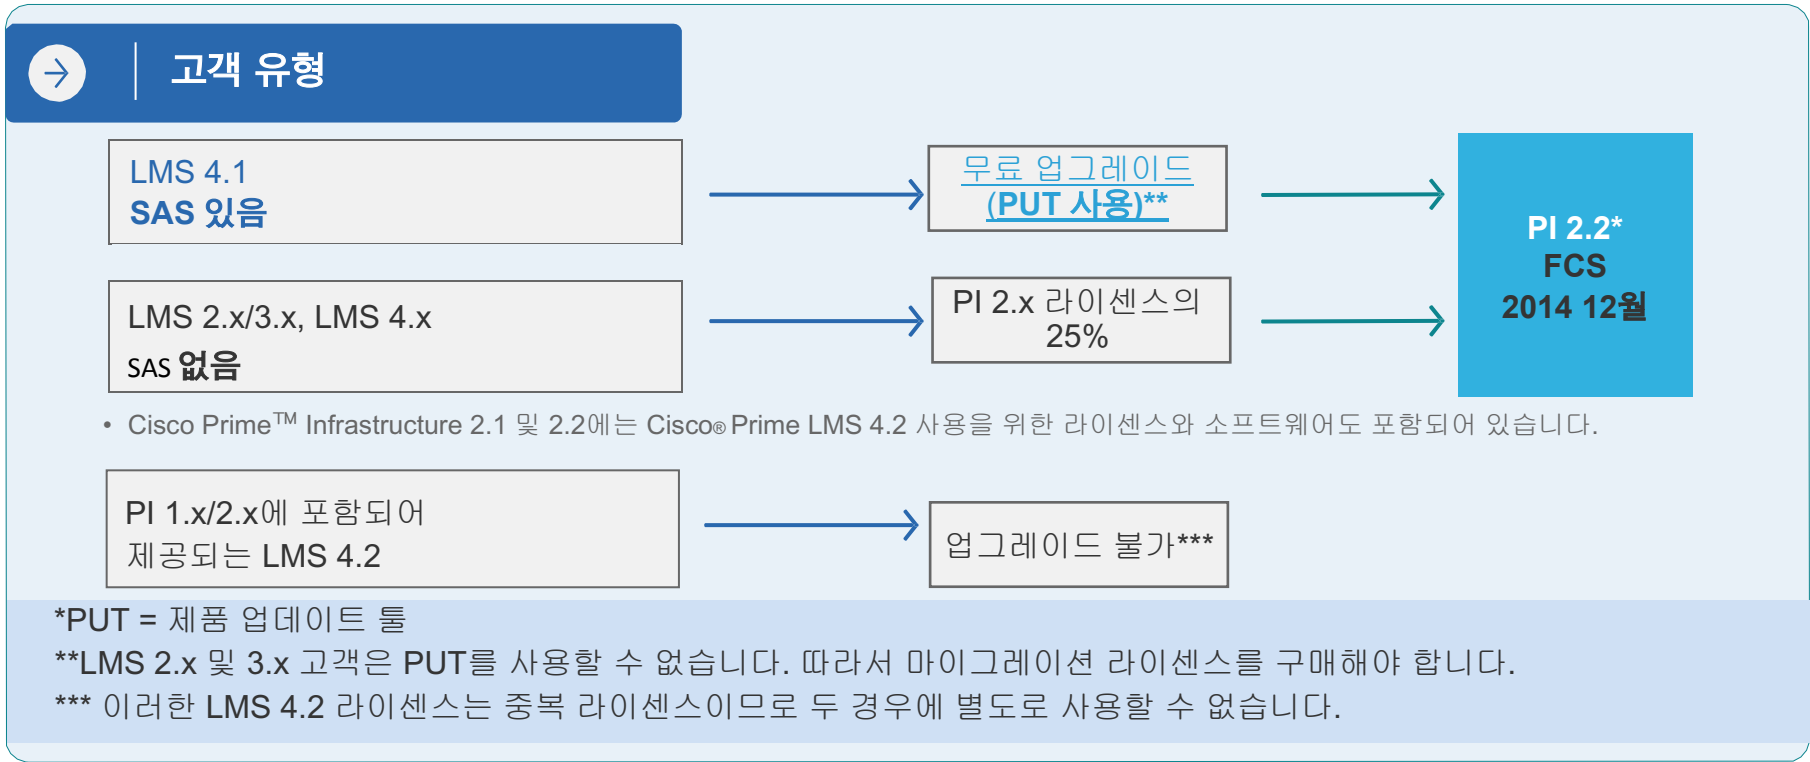 고객 유형
LMS 4.1
SAS 있음
무료 업그레이드
(PUT 사용)**
PI 2.2*
FCS
2014 12월
LMS 2.x/3.x, LMS 4.x
SAS 없음
PI 2.x 라이센스의
25%
• Cisco Prime™ Infrastructure 2.1 및 2.2에는 Cisco® Prime LMS 4.2 사용을 위한 라이센스와 소프트웨어도 포함되어 있습니다.
PI 1.x/2.x에 포함되어
제공되는 LMS 4.2
업그레이드 불가***
*PUT = 제품 업데이트 툴
**LMS 2.x 및 3.x 고객은 PUT를 사용할 수 없습니다. 따라서 마이그레이션 라이센스를 구매해야 합니다.
*** 이러한 LMS 4.2 라이센스는 중복 라이센스이므로 두 경우에 별도로 사용할 수 없습니다.